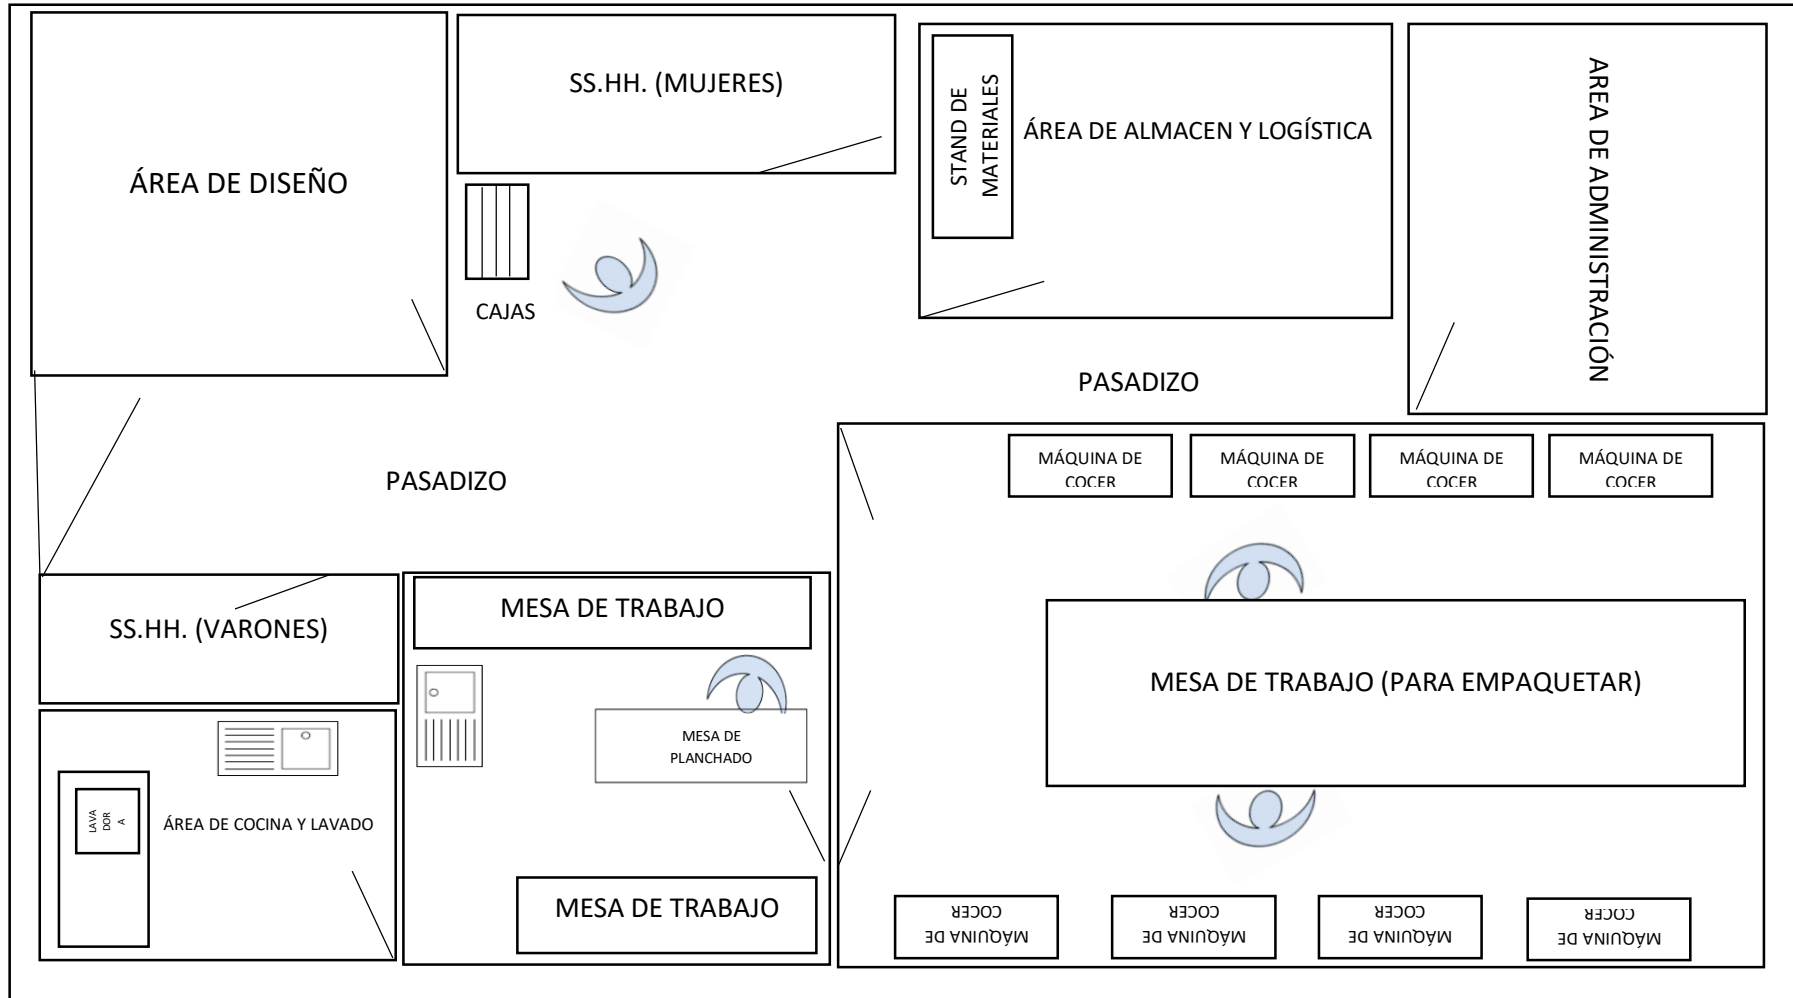 ÁREA DE DISEÑO
SS.HH. (MUJERES)
STAND DE
MATERIALES
ÁREA DE ALMACEN Y LOGÍSTICA
AREA DE ADMINISTRACIÓN
CAJAS
PASADIZO
PASADIZO
MÁQUINA DE
COCER
MÁQUINA DE
COCER
MÁQUINA DE
COCER
MÁQUINA DE
COCER
SS.HH. (VARONES)
MESA DE TRABAJO
MESA DE TRABAJO (PARA EMPAQUETAR)
MESA DE
PLANCHADO
LAVA
DOR
A
ÁREA DE COCINA Y LAVADO
MESA DE TRABAJO
MÁQUINA DE
COCER
MÁQUINA DE
COCER
MÁQUINA DE
COCER
MÁQUINA DE
COCER